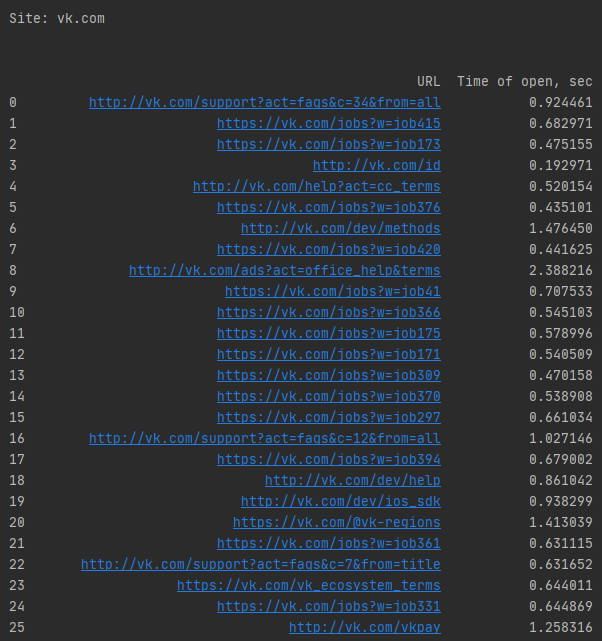 Site: vk.com
URL Time of open, sec
0 http://vk.com/support?act=faqs&c=34&from=all 0.924461
1 https://vk.com/jobs?w=job415 0.682971
2 https://vk.com/jobs?w=job173 0.475155
3 http://vk.com/id 0.192971
4 http://vk.com/help?act=cc_terms 0.520154
5 https://vk.com/jobs?w=job376 0.435101
6 http://vk.com/dev/methods 1.476450
7 https://vk.com/jobs?w=job420 0.441625
8 http://vk.com/ads?act=office_help&terms 2.388216
9 https://vk.com/jobs?w=job41 0.707533
10 https://vk.com/jobs?w=job366 0.545103
11 https://vk.com/jobs?w=job175 0.578996
12 https://vk.com/jobs?w=job171 0.540509
13 https://vk.com/jobs?w=job309 0.470158
14 https://vk.com/jobs?w=job370 0.538908
15 https://vk.com/jobs?w=job297 0.661034
16 http://vk.com/support?act=faqs&c=12&from=all 1.027146
17 https://vk.com/jobs?w=job394 0.679002
18 http://vk.com/dev/help 0.861042
19 http://vk.com/dev/ios_sdk 0.938299
20 https://vk.com/@vk-regions 1.413039
21 https://vk.com/jobs?w=job361 0.631115
22 http://vk.com/support?act=faqs&c=7&from=title 0.631652
23 https://vk.com/vk_ecosystem_terms 0.644011
24 https://vk.com/jobs?w=job331 0.644869
25 http://vk.com/vkpay 1.258316